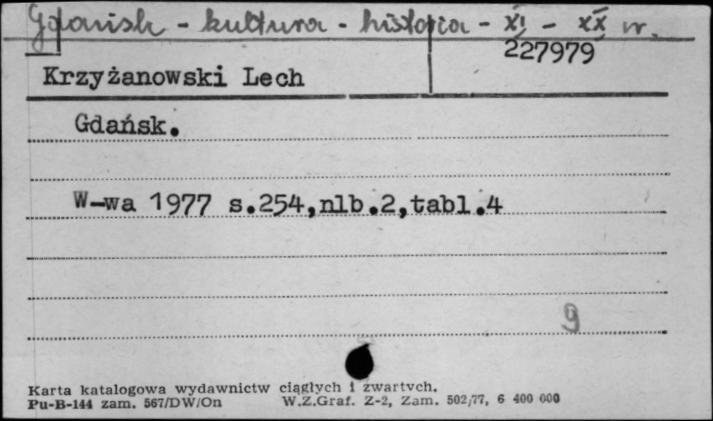 Gdańsk - kultura - historia - XI - XX w.
227979
Krzyżanowski Lech
Gdańsk.
W-wa 1977 s.254,nlb.2,tabl.4
9
Karta katalogowa wydawnictw ciągłych i zwartych.
Pu-B-144 zam. 567/DW/On W.Z.Graf. Z-2, Zam. 502/77, 6 400 000